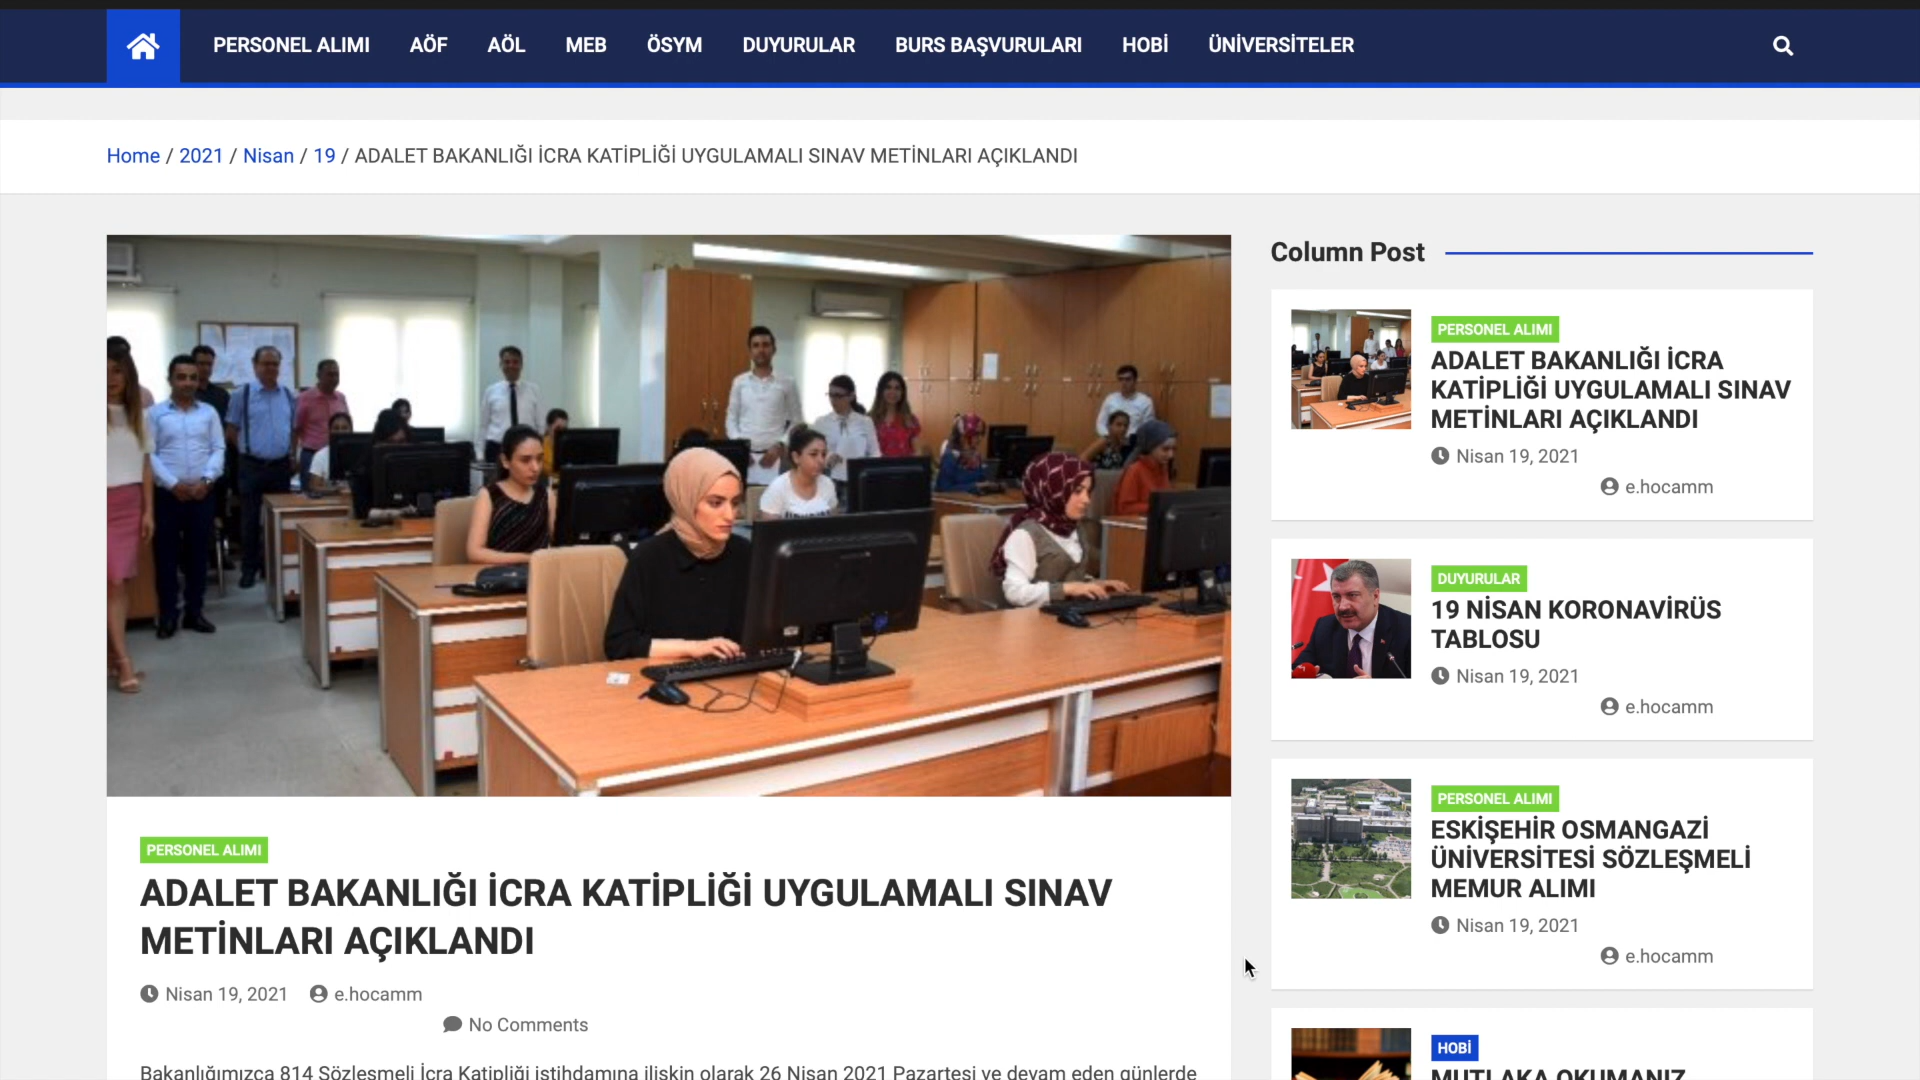 PERSONEL ALIMI AÖF AÖL MEB ÖSYM DUYURULAR BURS BAŞVURULARI HOBİ ÜNİVERSİTELER
Home / 2021 / Nisan / 19 / ADALET BAKANLIĞI İCRA KATİPLİĞİ UYGULAMALI SINAV METİNLARI AÇIKLANDI
PERSONEL ALIMI
ADALET BAKANLIĞI İCRA KATİPLİĞİ UYGULAMALI SINAV
METİNLARI AÇIKLANDI
Nisan 19, 2021 e.hocamm
No Comments
Bakanlığımızca 814 Sözleşmeli İcra Katipliği istihdamına ilişkin olarak 26 Nisan 2021 Pazartesi ve devam eden günlerde
Column Post
PERSONEL ALIMI
ADALET BAKANLIĞI İCRA
KATİPLİĞİ UYGULAMALI SINAV
METİNLARI AÇIKLANDI
Nisan 19, 2021
e.hocamm
DUYURULAR
19 NİSAN KORONAVİRÜS
TABLOSU
Nisan 19, 2021
e.hocamm
PERSONEL ALIMI
ESKİŞEHİR OSMANGAZİ
ÜNİVERSİTESİ SÖZLEŞMELİ
MEMUR ALIMI
Nisan 19, 2021
e.hocamm
HOBİ
MUTLAKA OKUMANIZ